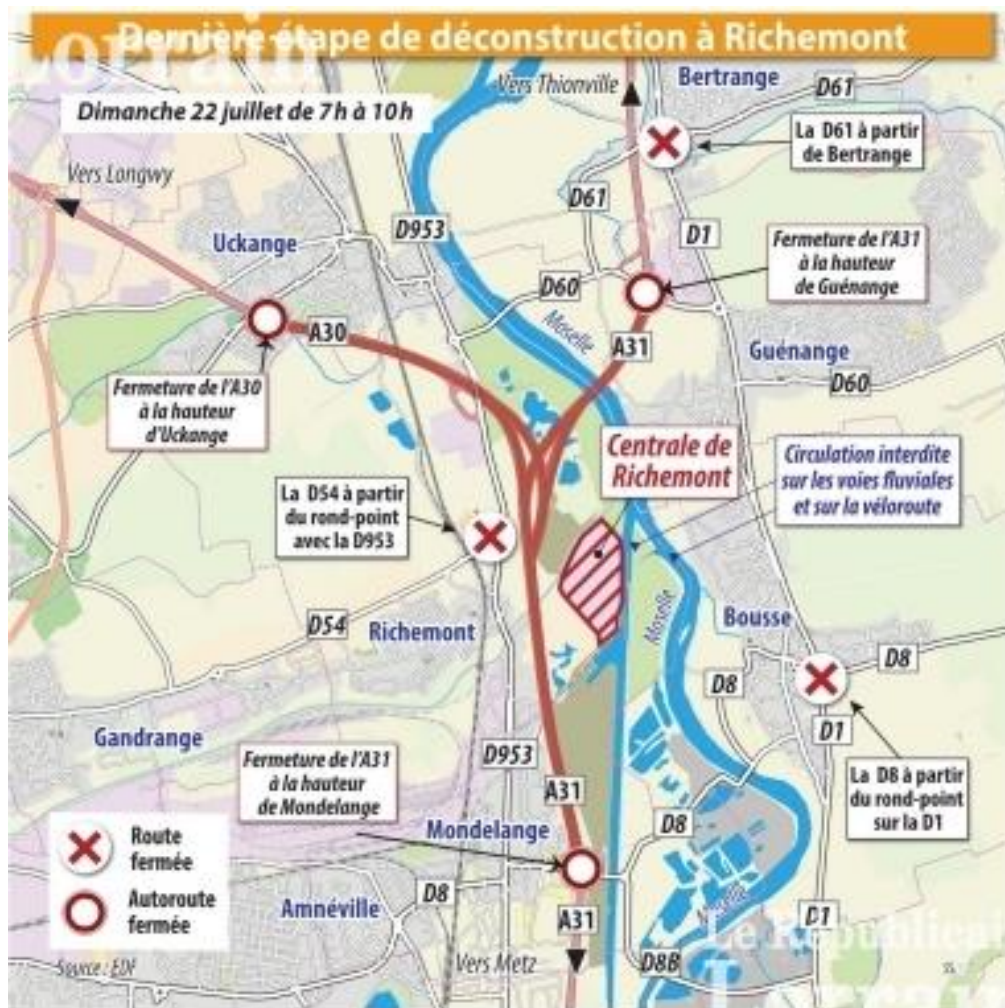 Dernière étape de déconstruction à Richemont
Lorrain
Dimanche 22 juillet de 7h à 10h
Vers Thionville
Bertrange
D61
La D61 à partir
de Bertrange
Vers Longwy
D61
D953
D1
Uckange
Fermeture de l'A31
à la hauteur
de Guénange
D60
A30
Moselle
A31
Guénange
D60
Fermeture de l'A30
à la hauteur
d'Uckange
Centrale de
Richemont
Circulation interdite
sur les voies fluviales
et sur la véloroute
La D54 à partir
du rond-point
avec la D953
D54
Richemont
Moselle
Bousse
D8
D8
Gandrange
D953
D1
Fermeture de l'A31
à la hauteur
de Mondelange
A31
La D8 à partir
du rond-point
sur la D1
Mondelange
D8
Route
fermée
D8
Autoroute
fermée
Amnéville
A31
Moselle
D1
Le Républicain
Source : EDF
Vers Metz
D8B
Lorrain